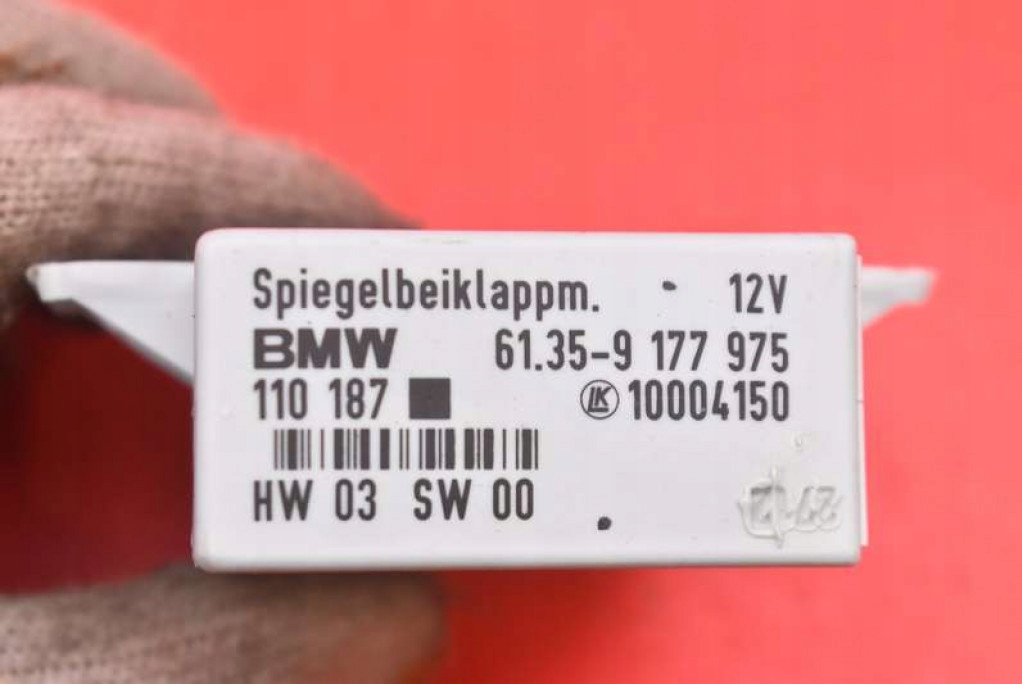 Spiegelbeiklappm. 12V
BMW 61.35-9 177 975
110 187 LK 10004150
HW 03 SW 00